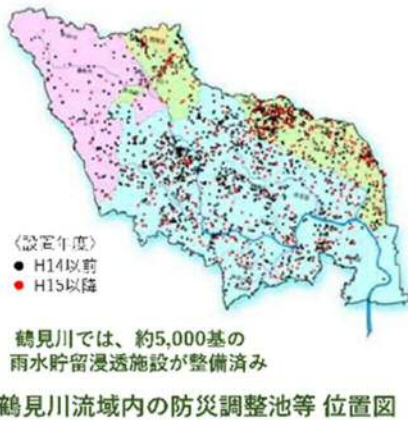 〈設置年度〉
● H14以前
● H15以降
鶴見川では、約5,000基の
雨水貯留浸透施設が整備済み
鶴見川流域内の防災調整池等 位置図